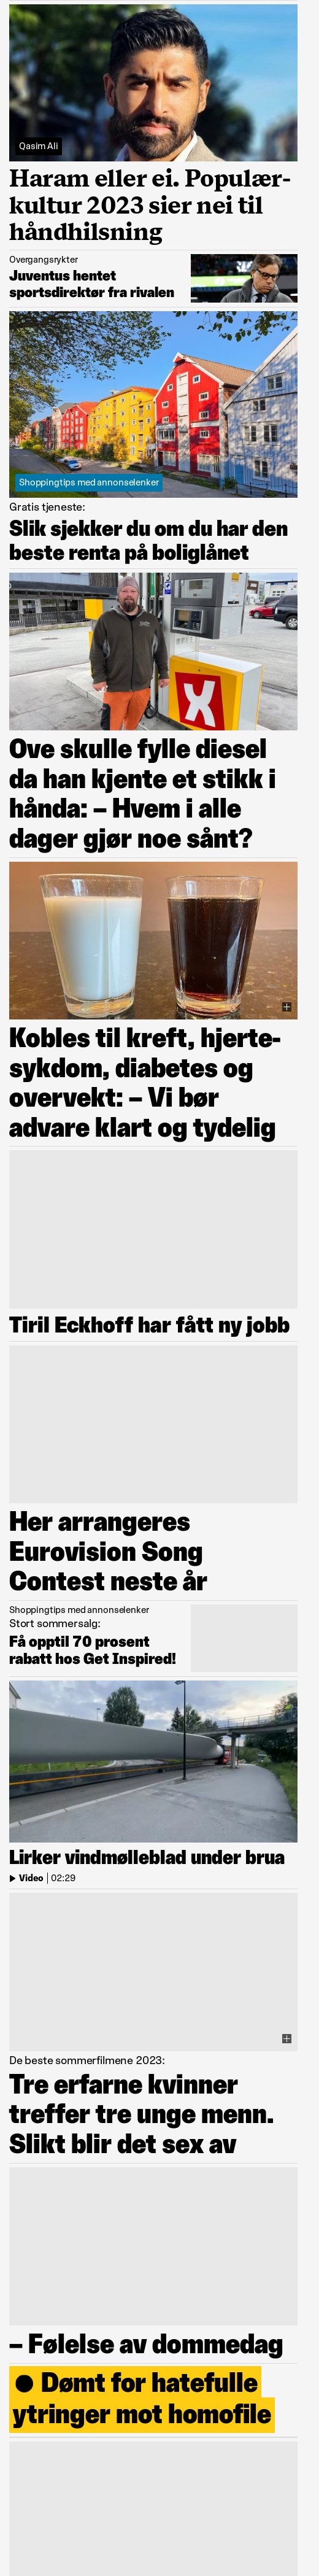 Qasim Ali
Haram eller ei. Populær-
kultur 2023 sier nei til
håndhilsning
Overgangsrykter
Juventus hentet
sportsdirektør fra rivalen
Shoppingtips med annonselenker
Gratis tjeneste:
Slik sjekker du om du har den
beste renta på boliglånet
Ove skulle fylle diesel
da han kjente et stikk i
hånda: – Hvem i alle
dager gjør noe sånt?
Kobles til kreft, hjerte-
sykdom, diabetes og
overvekt: – Vi bør
advare klart og tydelig
Tiril Eckhoff har fått ny jobb
Her arrangeres
Eurovision Song
Contest neste år
Shoppingtips med annonselenker
Stort sommersalg:
Få opptil 70 prosent
rabatt hos Get Inspired!
Lirker vindmølleblad under brua
Video 02:29
De beste sommerfilmene 2023:
Tre erfarne kvinner
treffer tre unge menn.
Slikt blir det sex av
– Følelse av dommedag
● Dømt for hatefulle
ytringer mot homofile